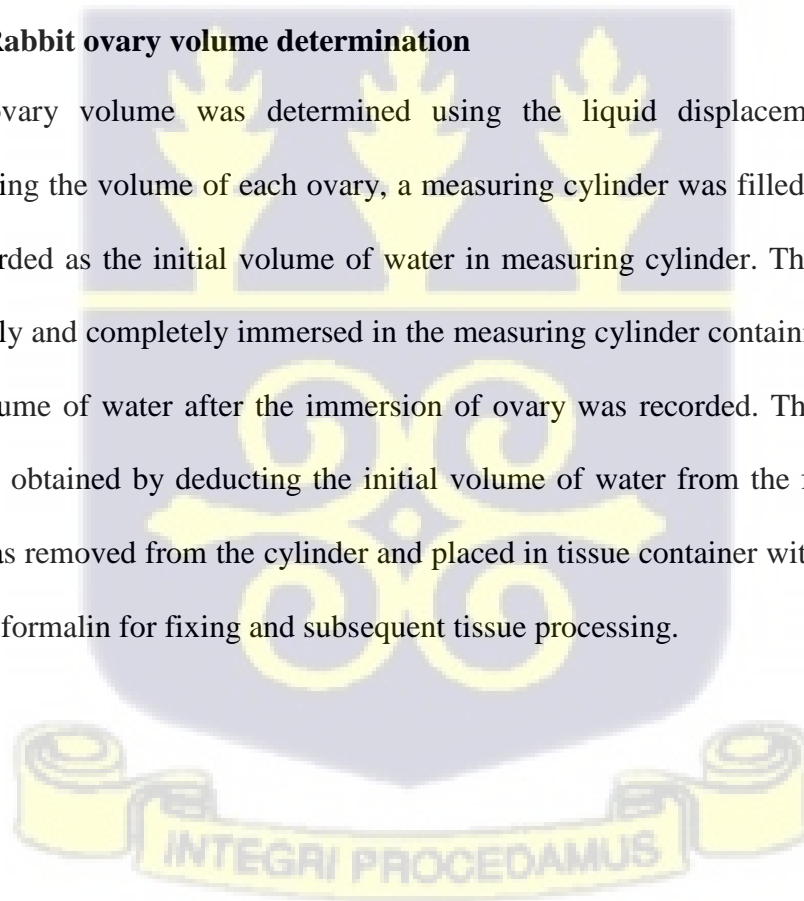 Rabbit ovary volume determination
ovary volume was determined using the liquid displacem
ing the volume of each ovary, a measuring cylinder was filled
rded as the initial volume of water in measuring cylinder. Th
ly and completely immersed in the measuring cylinder contain
ume of water after the immersion of ovary was recorded. Th
obtained by deducting the initial volume of water from the
as removed from the cylinder and placed in tissue container wit
formalin for fixing and subsequent tissue processing.
INTEGRI PROCEDAMUS